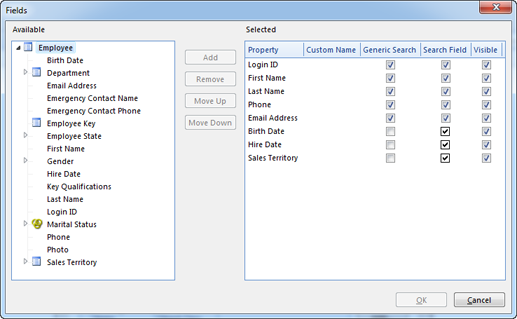 Fields
Available
Employee
Birth Date
Department
Email Address
Emergency Contact Name
Emergency Contact Phone
Employee Key
Employee State
First Name
Gender
Hire Date
Key Qualifications
Last Name
Login ID
Marital Status
Phone
Photo
Sales Territory
Add
Remove
Move Up
Move Down
Selected
Property Custom Name Generic Search Search Field Visible
Login ID
First Name
Last Name
Phone
Email Address
Birth Date
Hire Date
Sales Territory
OK Cancel